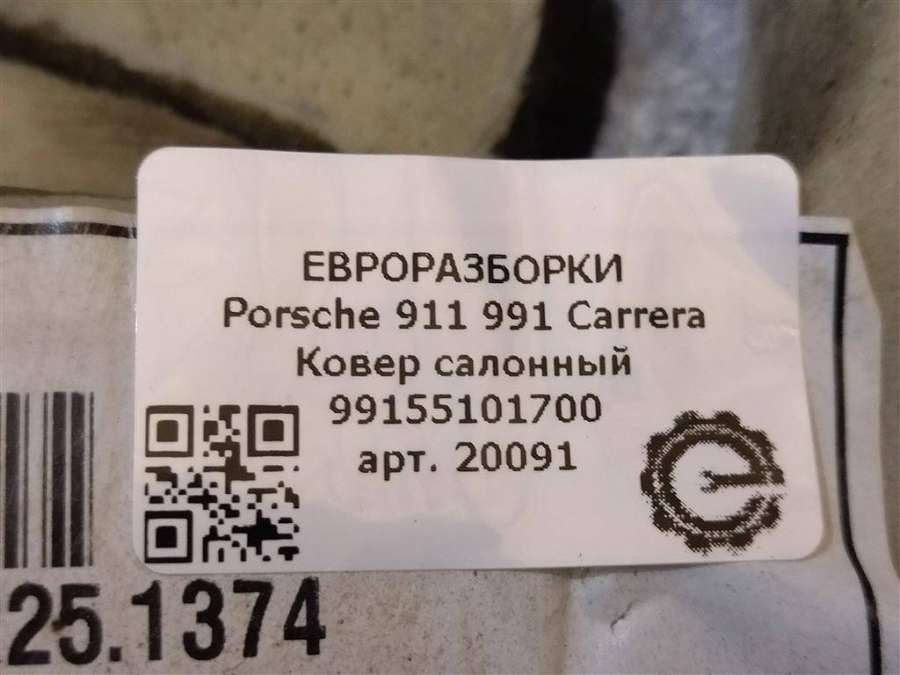 ЕВРОРАЗБОРКИ
Porsche 911 991 Carrera
Ковер салонный
99155101700
арт. 20091
25.1374